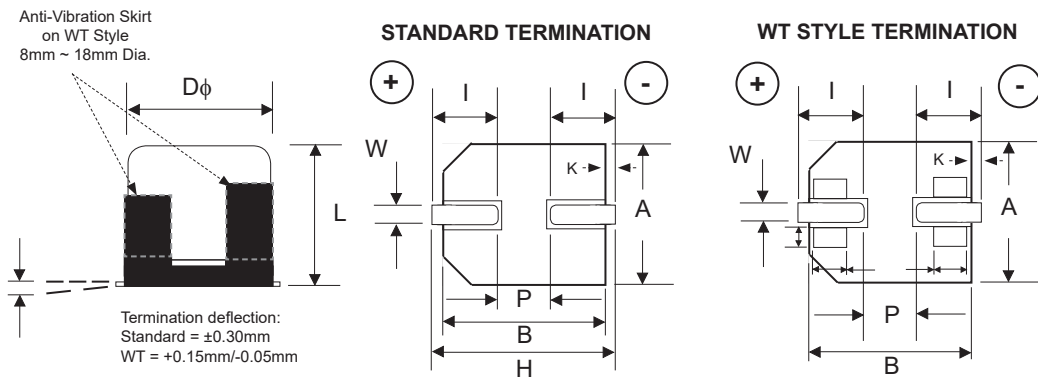 Anti-Vibration Skirt
on WT Style
8mm ~ 18mm Dia.
Dϕ
L
Termination deflection:
Standard = ±0.30mm
WT = +0.15mm/-0.05mm
STANDARD TERMINATION
+
-
I
I
W
K
A
P
B
H
WT STYLE TERMINATION
+
-
I
I
W
K
A
P
B